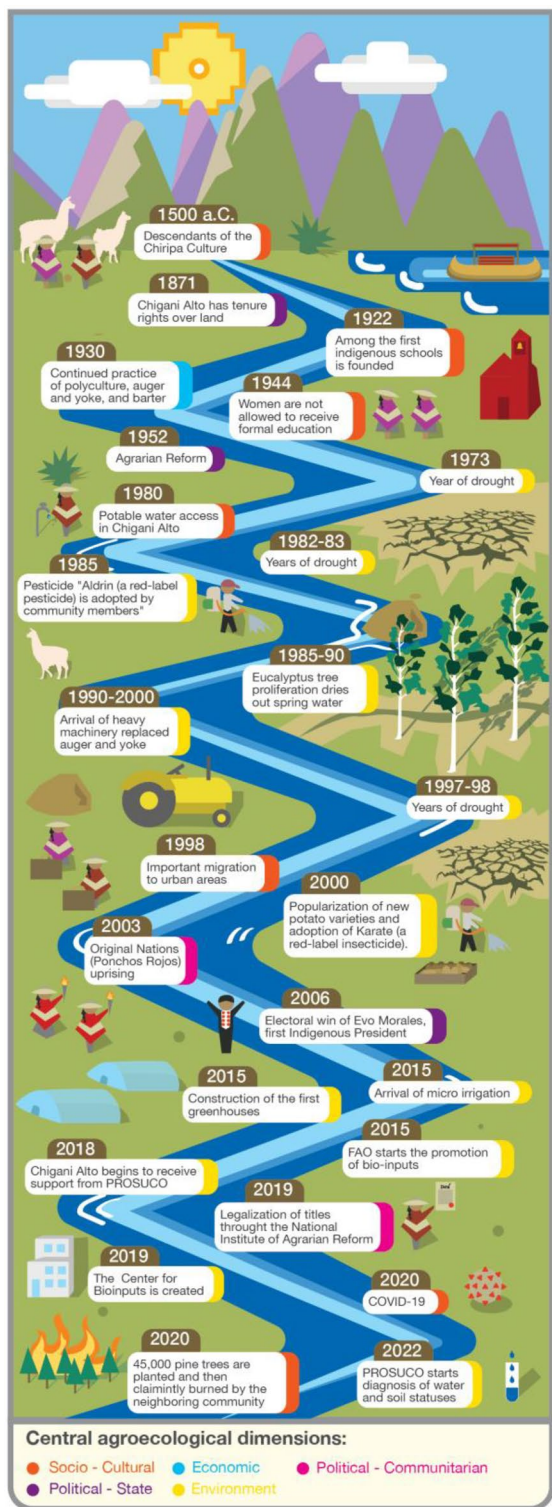 1500 a.C.
Descendants of the
Chiripa Culture
1871
Chigani Alto has tenure
rights over land
1922
Among the first
indigenous schools
is founded
1930
Continued practice
of polyculture, auger
and yoke, and barter
1944
Women are not
allowed to receive
formal education
1952
Agrarian Reform
1973
Year of drought
1980
Potable water access
in Chigani Alto
1982-83
Years of drought
1985
Pesticide "Aldrin (a red-label
pesticide) is adopted by
community members"
1985-90
Eucalyptus tree
proliferation dries
out spring water
1990-2000
Arrival of heavy
machinery replaced
auger and yoke
1997-98
Years of drought
1998
Important migration
to urban areas
2000
Popularization of new
potato varieties and
adoption of Karate (a
red-label insecticide).
2003
Original Nations
(Ponchos Rojos)
uprising
2006
Electoral win of Evo Morales,
first Indigenous President
2015
Construction of the first
greenhouses
2015
Arrival of micro irrigation
2015
FAO starts the promotion
of bio-inputs
2018
Chigani Alto begins to receive
support from PROSUCO
2019
Legalization of titles
throught the National
Institute of Agrarian Reform
2019
The Center for
Bioinputs is created
2020
COVID-19
2020
45,000 pine trees are
planted and then
claimintly burned by the
neighboring community
2022
PROSUCO starts
diagnosis of water
and soil statuses
Central agroecological dimensions:
Socio - Cultural
Economic
Political - Communitarian
Political - State
Environment